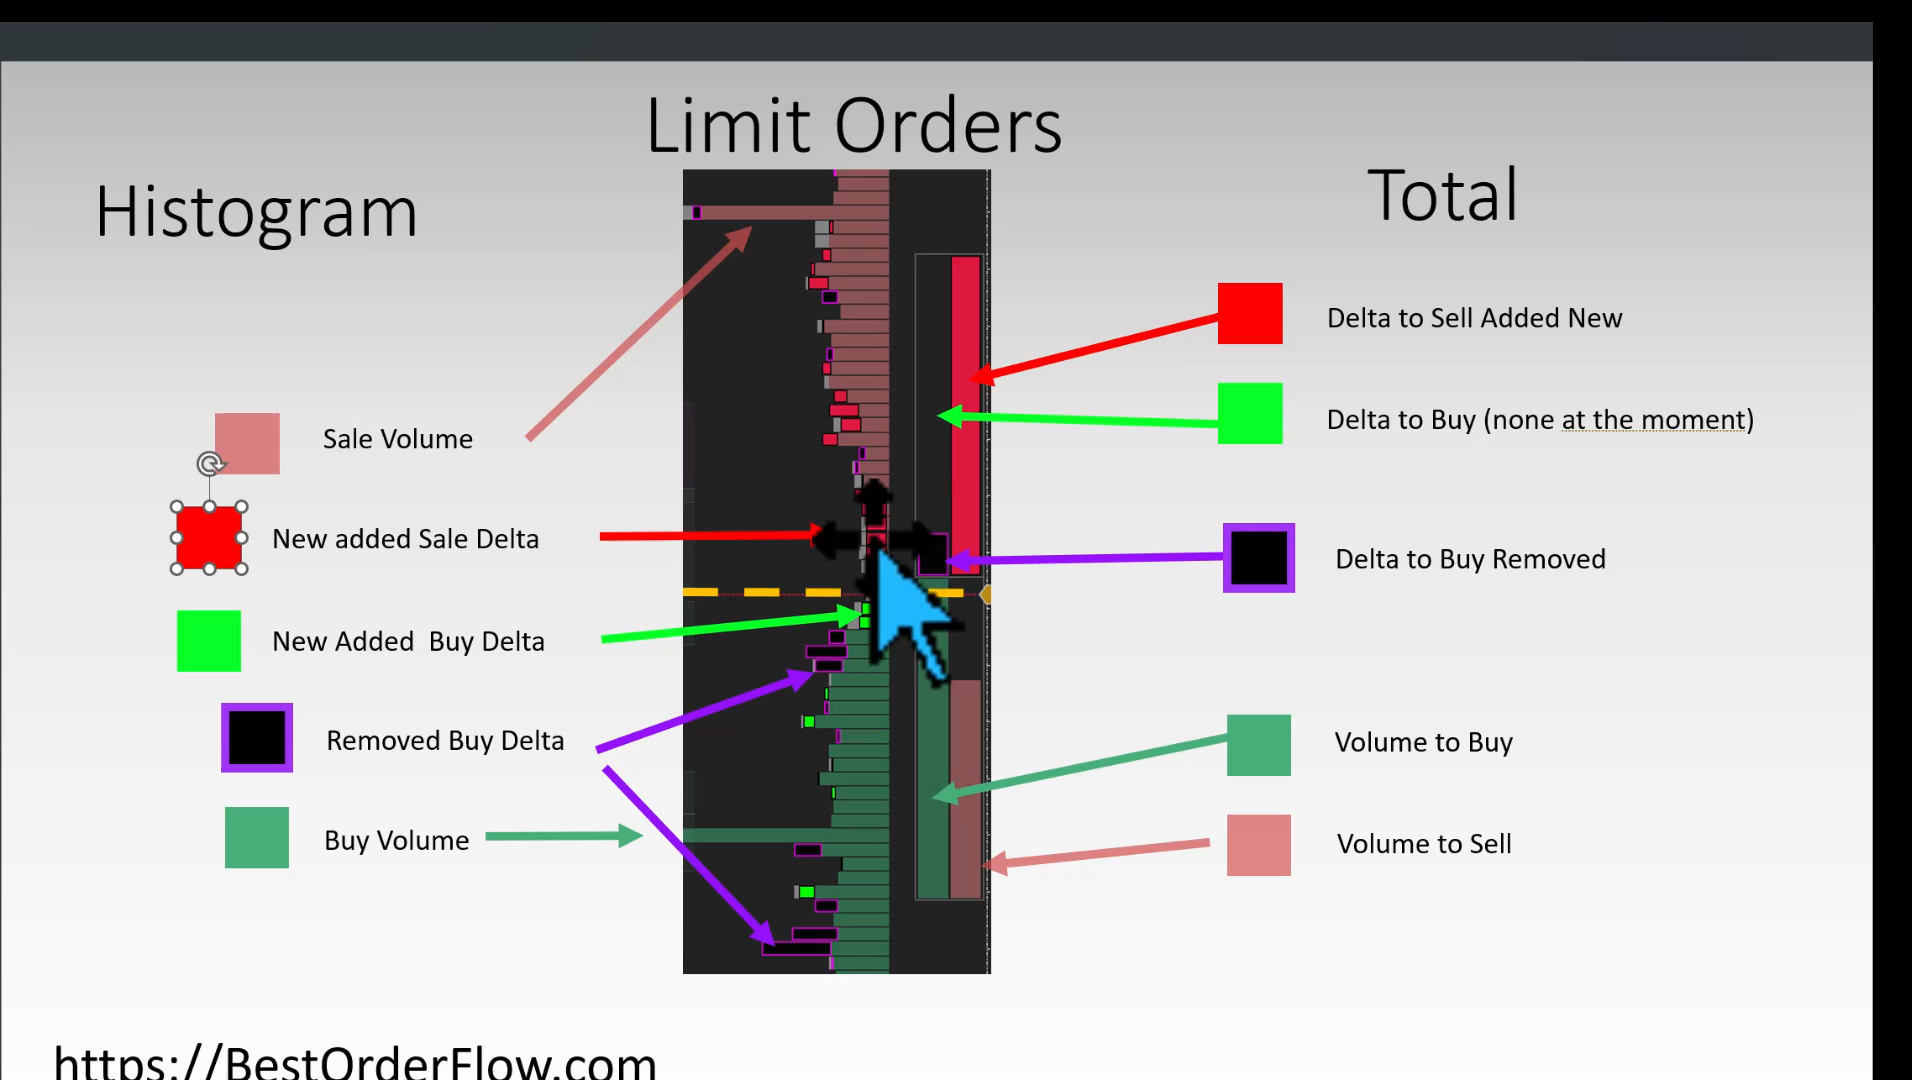 Limit Orders
Histogram
Total
Sale Volume
New added Sale Delta
New Added  Buy Delta
Removed Buy Delta
Buy Volume
Delta to Sell Added New
Delta to Buy (none at the moment)
Delta to Buy Removed
Volume to Buy
Volume to Sell
https://BestOrderFlow.com